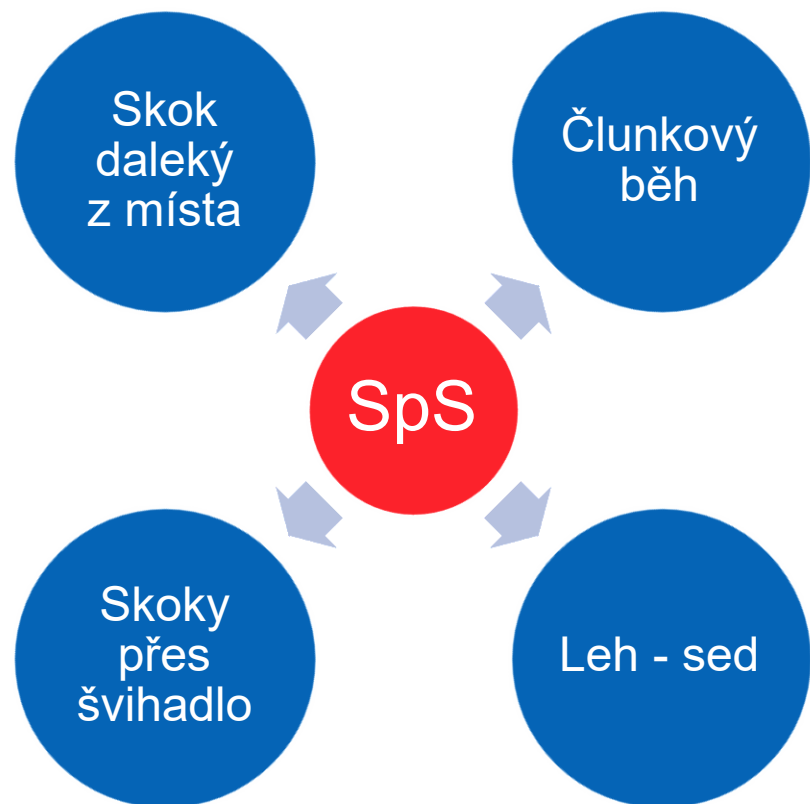 Skok
daleký
z místa
Člunkový
běh
SpS
Skoky
přes
švihadlo
Leh - sed